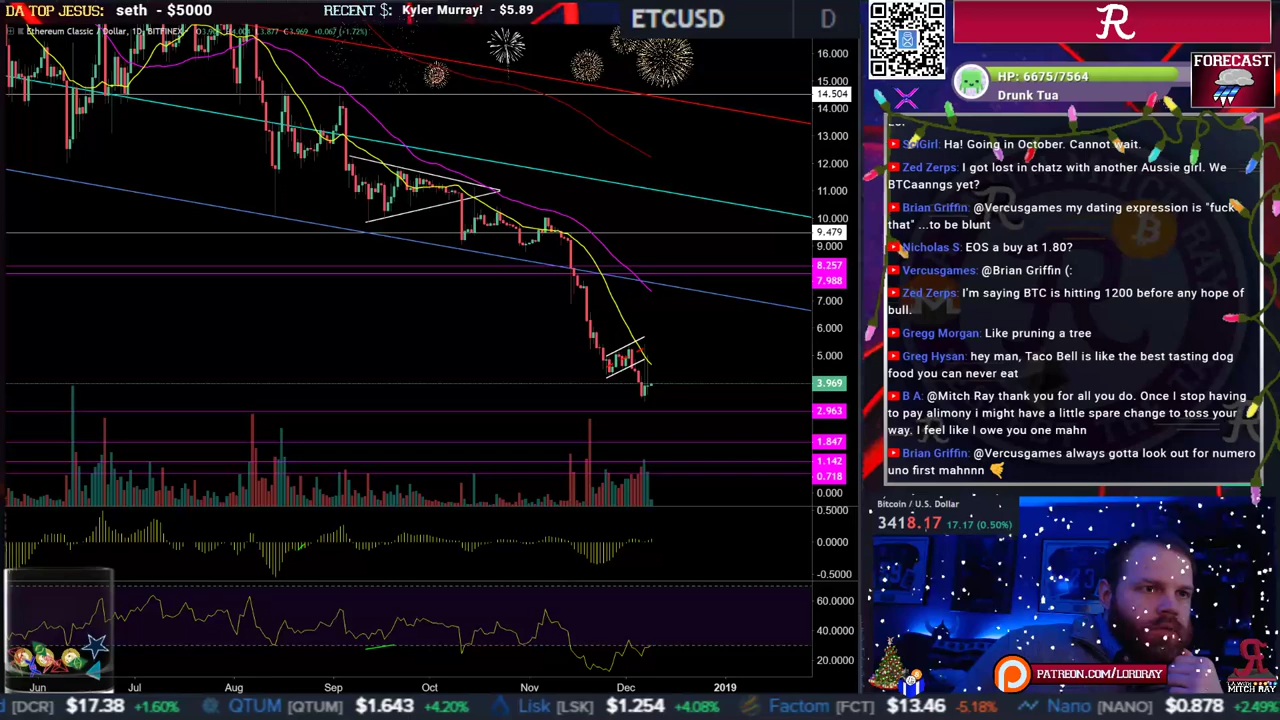 DA TOP JESUS: seth - $5000
RECENT $: Kyler Murray! - $5.89
ETCUSD D
Ethereum Classic / Dollar, 1D, BITFINEX
+0.067 (+1.72%)
16.000
15.000
14.504
13.000
12.000
11.000
10.000
9.479
9.000
8.257
7.988
7.000
6.000
5.000
3.969
2.963
1.847
1.142
0.718
0.000
0.5000
0.0000
-0.5000
60.0000
40.0000
20.0000
Jun Jul Aug Sep Oct Nov Dec 2019
HP: 6675/7564
Drunk Tua
FORECAST
Ha! Going in October. Cannot wait.
Zed Zerps: I got lost in chatz with another Aussie girl. We
BTCaanngs yet?
Brian Griffin: @Vercusgames my dating expression is "fuck
that" ...to be blunt
Nicholas S: EOS a buy at 1.80?
Vercusgames: @Brian Griffin (:
Zed Zerps: I'm saying BTC is hitting 1200 before any hope of
bull.
Gregg Morgan: Like pruning a tree
Greg Hysan: hey man, Taco Bell is like the best tasting dog
food you can never eat
B A: @Mitch Ray thank you for all you do. Once I stop having
to pay alimony i might have a little spare change to toss your
way. I feel like I owe you one mahn
Brian Griffin: @Vercusgames always gotta look out for numero
uno first mahnnn 🤙
Bitcoin / U.S. Dollar
3418.17 17.17 (0.50%)
PATREON.COM/LORDRAY
MITCH RAY
[DCR] $17.38 +1.60% QTUM [QTUM] $1.643 +4.20% Lisk [LSK] $1.254 +4.08% Factom [FCT] $13.46 -5.18% Nano [NANO] $0.878 +2.49%